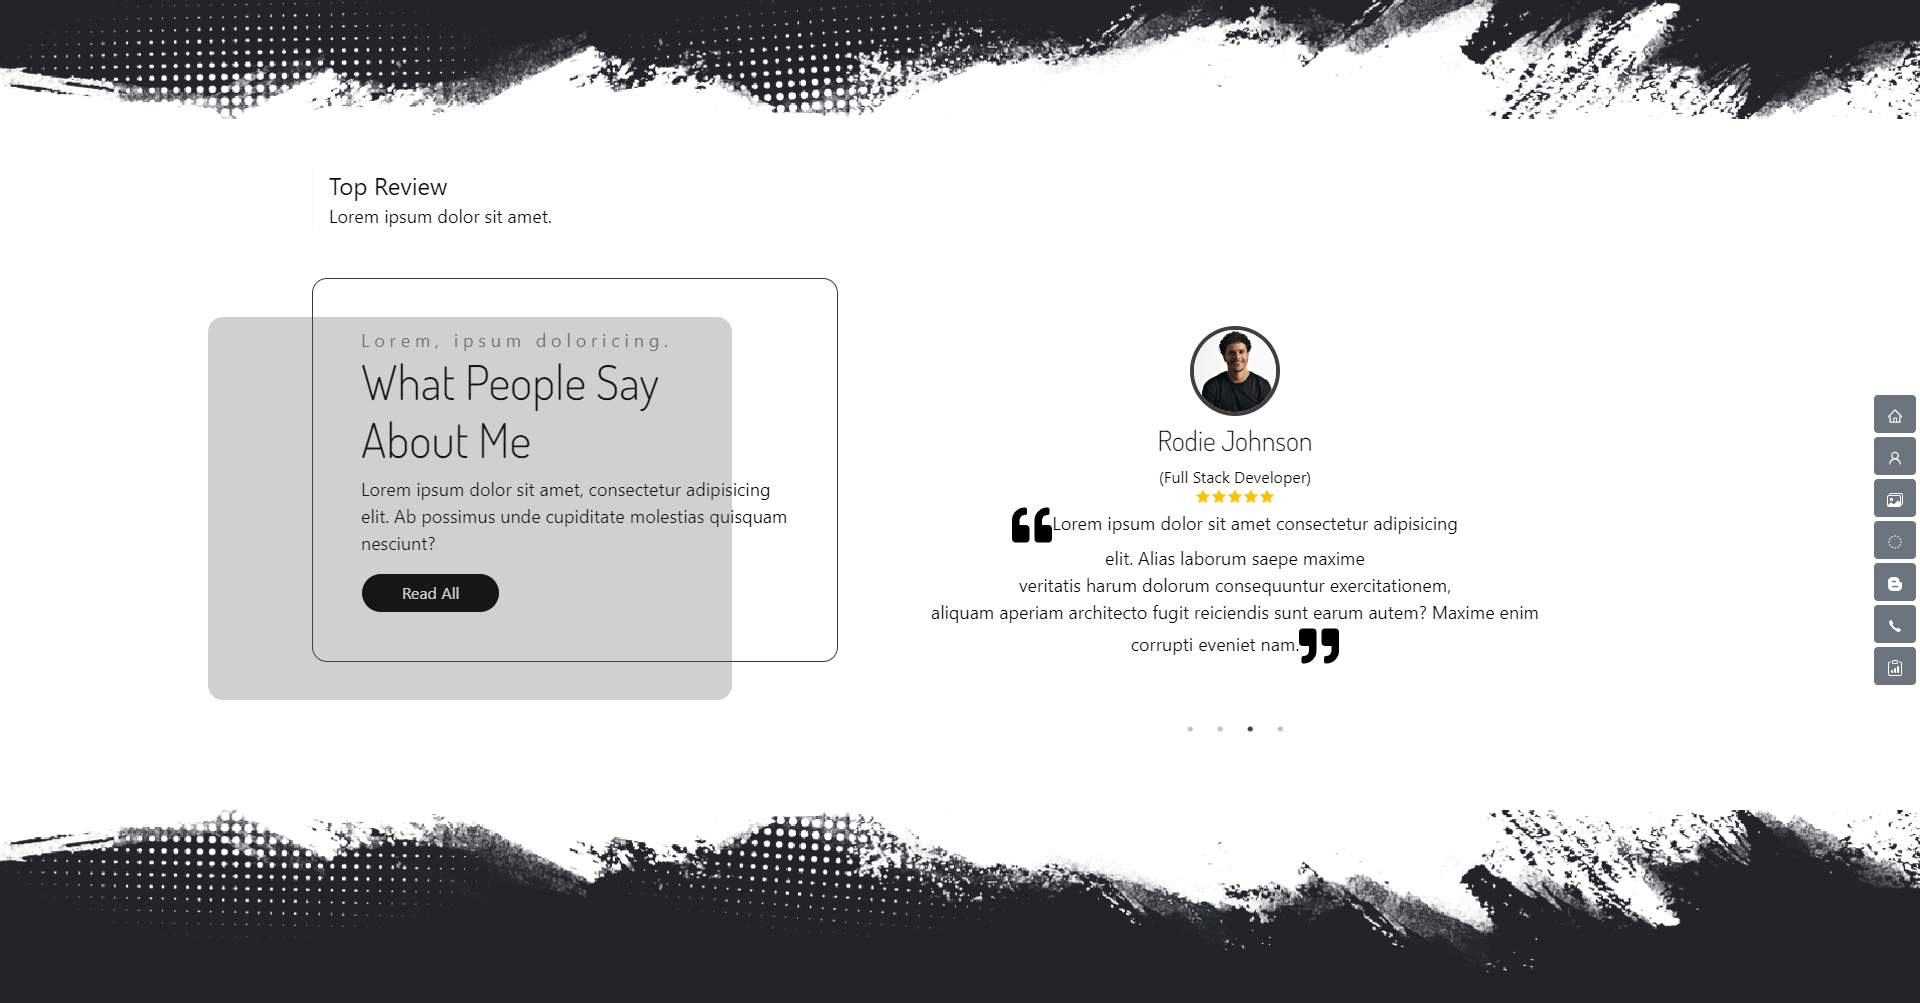 Top Review
Lorem ipsum dolor sit amet.
Lorem, ipsum doloricing.
What People Say
About Me
Lorem ipsum dolor sit amet, consectetur adipisicing
elit. Ab possimus unde cupiditate molestias quisquam
nesciunt?
Read All
Rodie Johnson
(Full Stack Developer)
❝Lorem ipsum dolor sit amet consectetur adipisicing
elit. Alias laborum saepe maxime
veritatis harum dolorum consequuntur exercitationem,
aliquam aperiam architecto fugit reiciendis sunt earum autem? Maxime enim
corrupti eveniet nam.❞